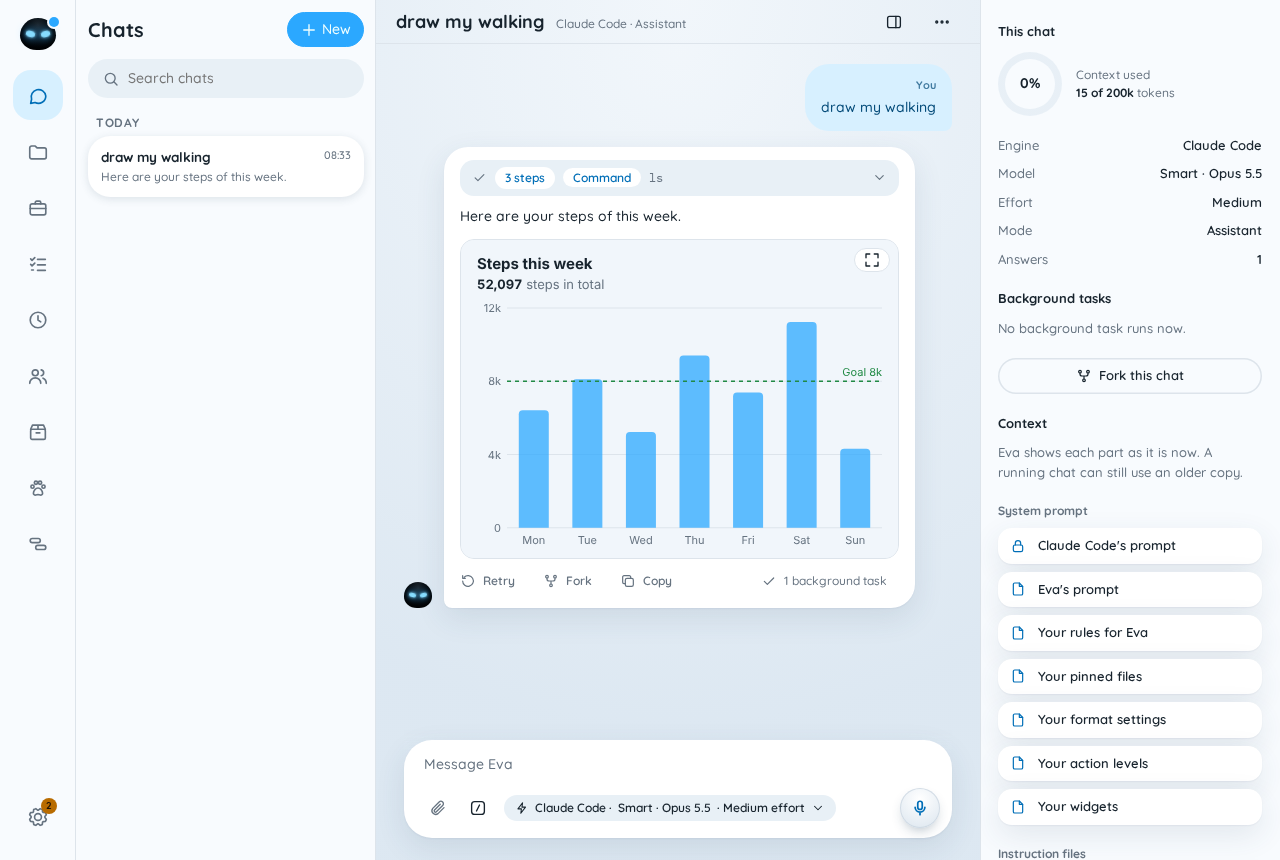 Chats
New
Search chats
TODAY
draw my walking
08:33
Here are your steps of this week.
2
draw my walking
Claude Code · Assistant
You
draw my walking
3 steps
Command
1s
Here are your steps of this week.
Steps this week
52,097 steps in total
12k
8k
4k
0
Goal 8k
Mon Tue Wed Thu Fri Sat Sun
Retry
Fork
Copy
1 background task
Message Eva
Claude Code · Smart · Opus 5.5 · Medium effort
This chat
0%
Context used
15 of 200k tokens
Engine Claude Code
Model Smart · Opus 5.5
Effort Medium
Mode Assistant
Answers 1
Background tasks
No background task runs now.
Fork this chat
Context
Eva shows each part as it is now. A
running chat can still use an older copy.
System prompt
Claude Code's prompt
Eva's prompt
Your rules for Eva
Your pinned files
Your format settings
Your action levels
Your widgets
Instruction files